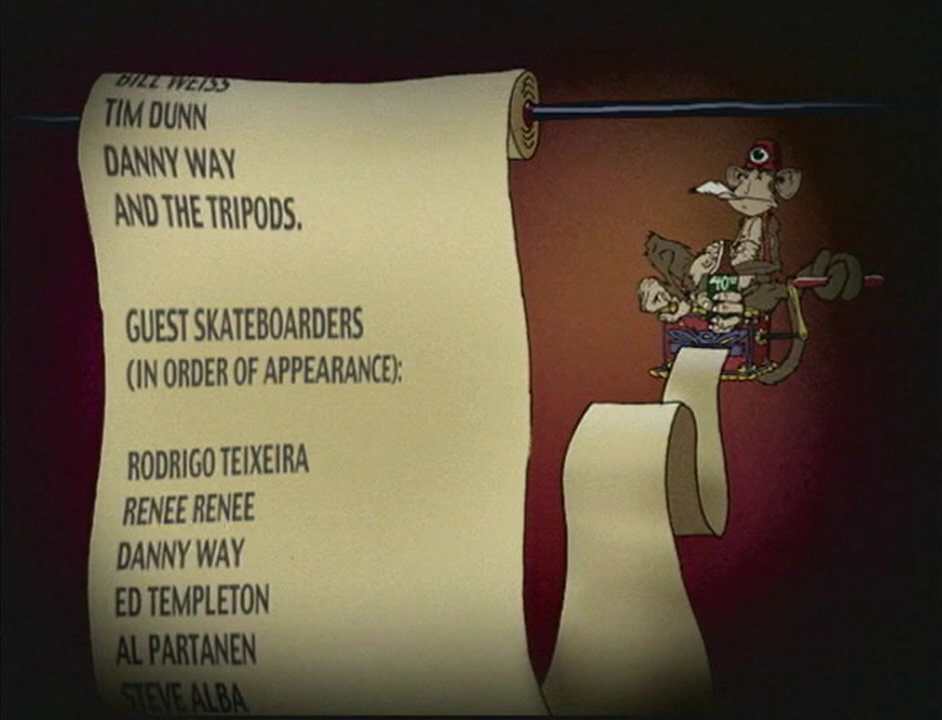 BILL WEISS
TIM DUNN
DANNY WAY
AND THE TRIPODS.
GUEST SKATEBOARDERS
(IN ORDER OF APPEARANCE):
RODRIGO TEIXEIRA
RENEE RENEE
DANNY WAY
ED TEMPLETON
AL PARTANEN
STEVE ALBA
40oz